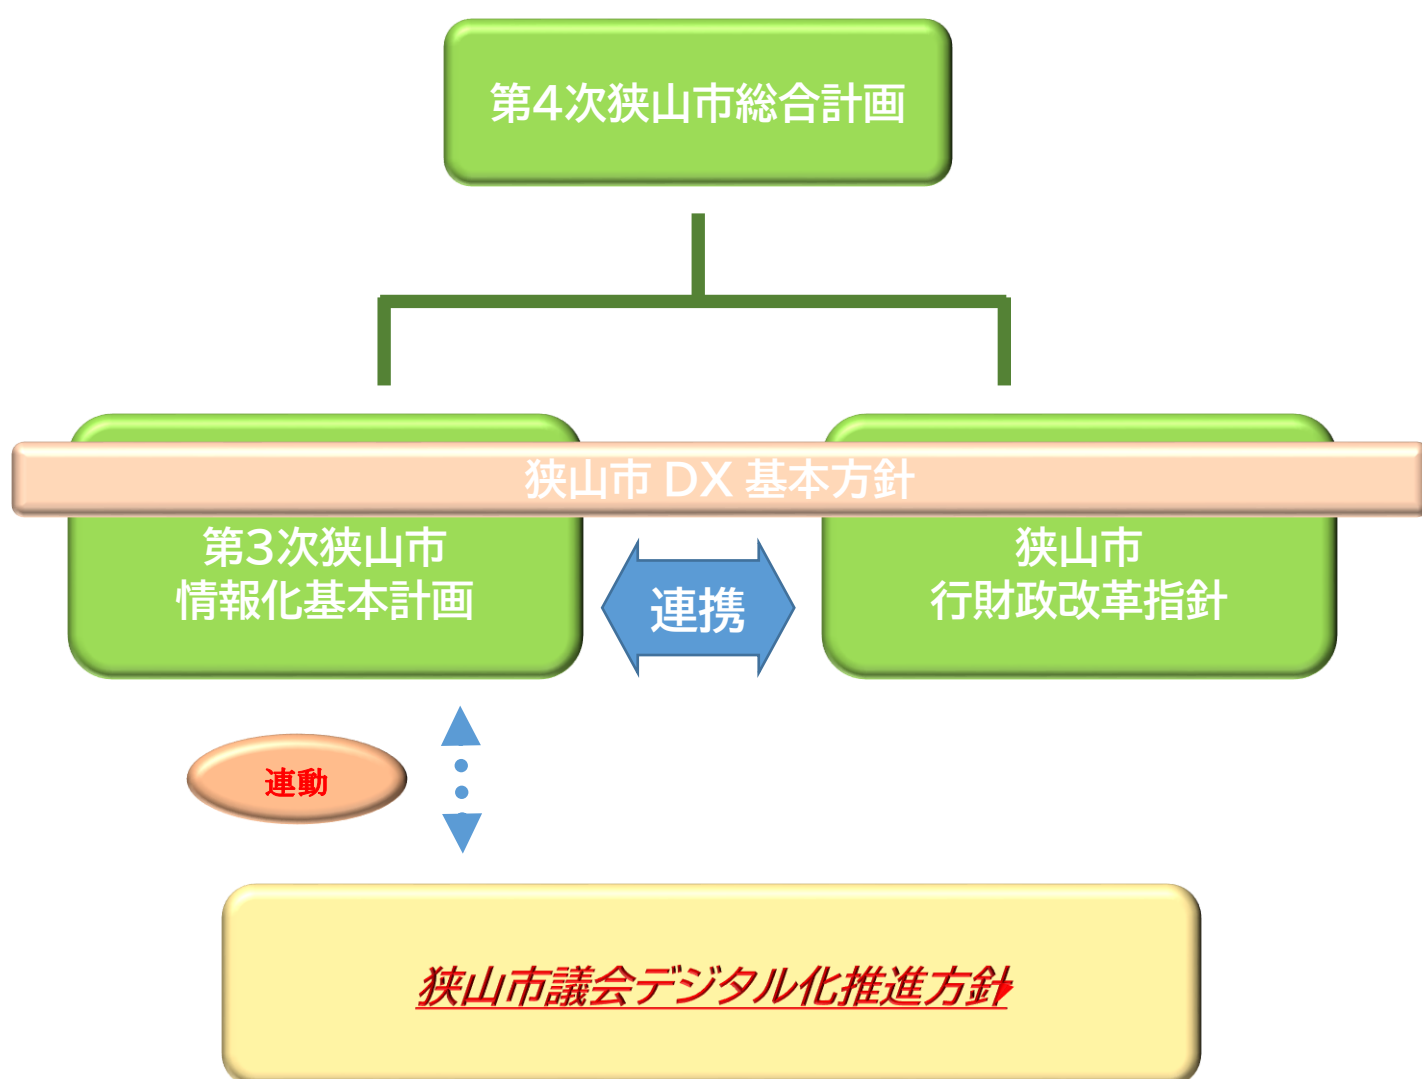 第4次狭山市総合計画
狭山市 DX 基本方針
第3次狭山市
情報化基本計画
連携
狭山市
行財政改革指針
連動
狭山市議会デジタル化推進方針